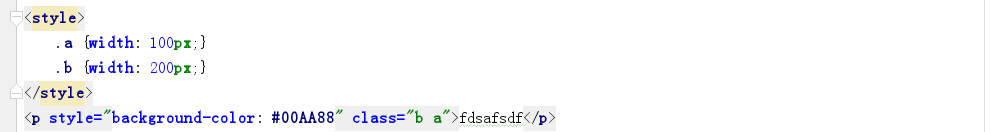 <style>
.a {width: 100px;}
.b {width: 200px;}
</style>
<p style="background-color: #00AA88" class="b a">fdsafsdf</p>